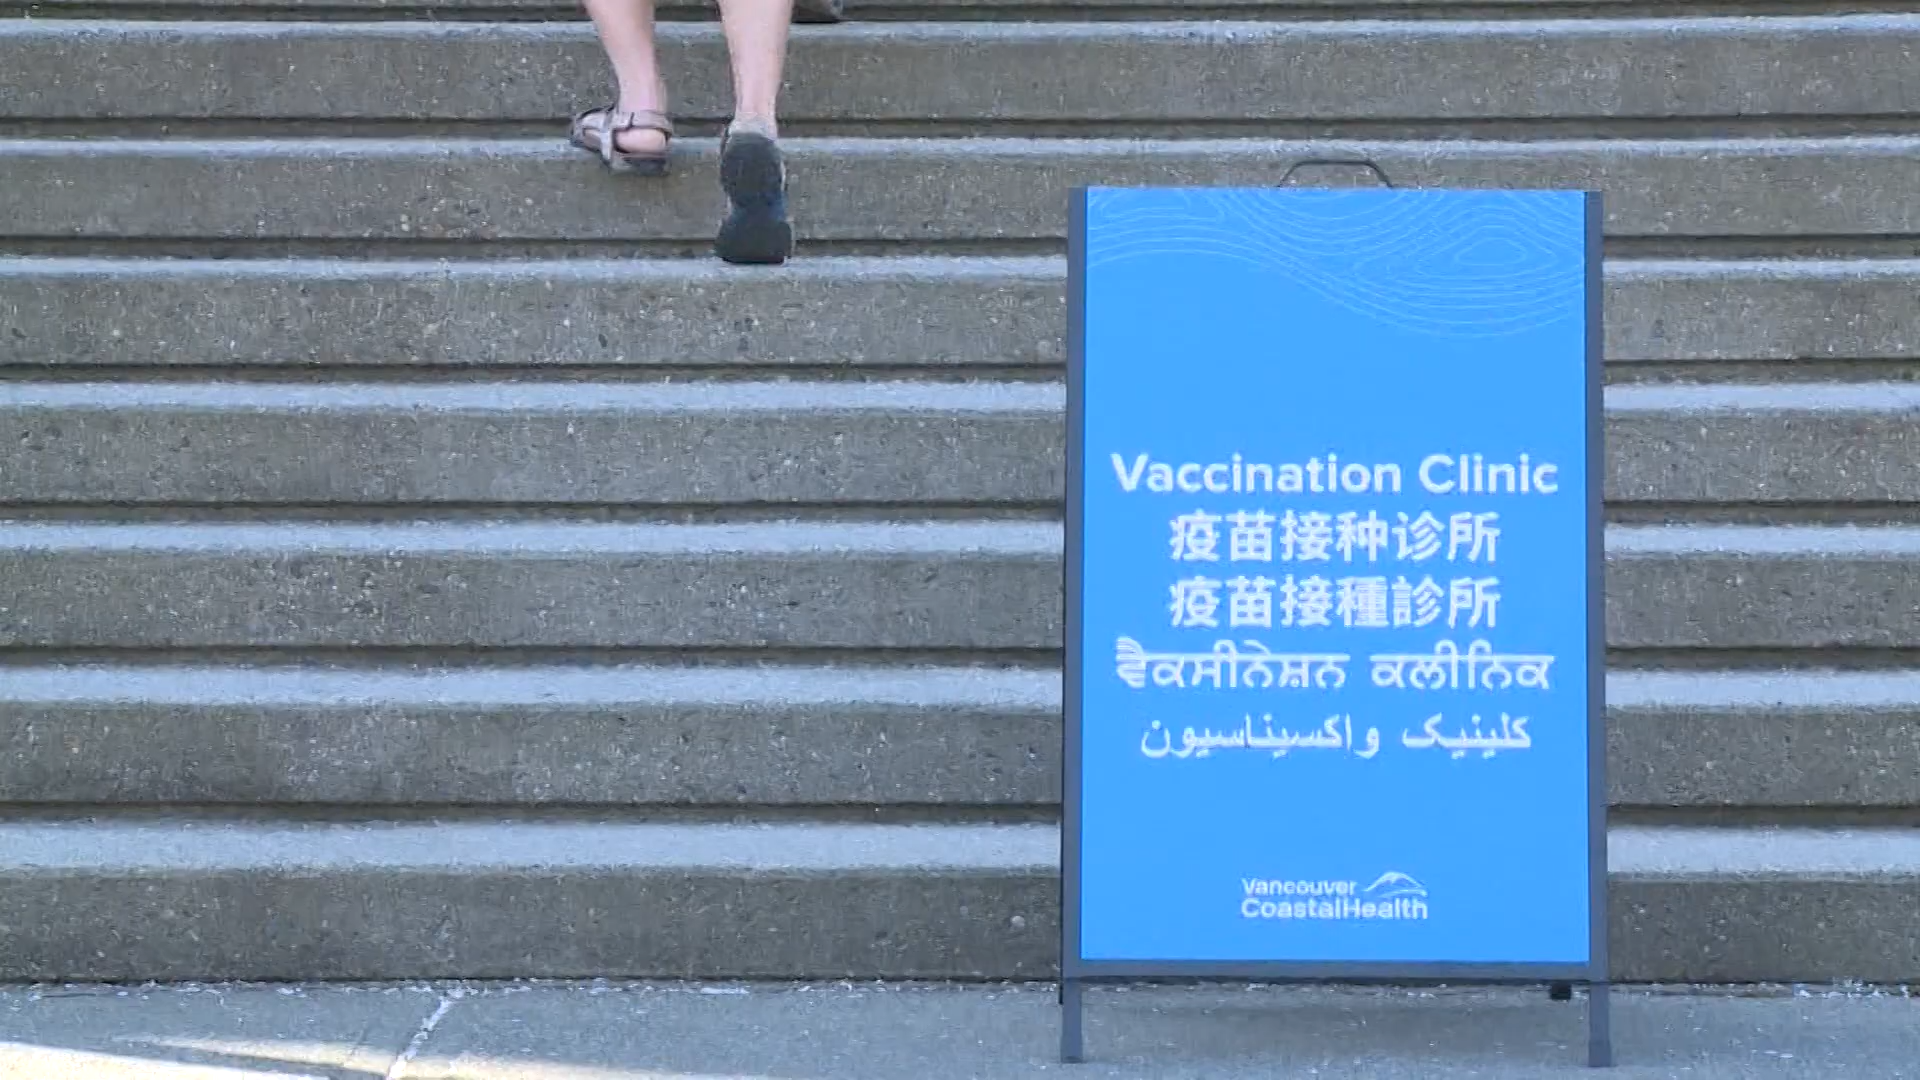 Vaccination Clinic
疫苗接种诊所
疫苗接種診所
ਵੈਕਸੀਨੇਸ਼ਨ ਕਲੀਨਿਕ
کلینیک واکسیناسیون
Vancouver
CoastalHealth